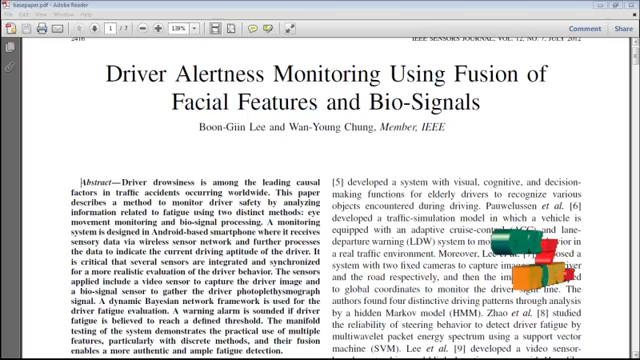 basepaper.pdf - Adobe Reader
File Edit View Window Help
1 / 7 139% Comment Share
2416 IEEE SENSORS JOURNAL, VOL. 12, NO. 7, JULY 2012
Driver Alertness Monitoring Using Fusion of
Facial Features and Bio-Signals
Boon-Giin Lee and Wan-Young Chung, Member, IEEE
Abstract—Driver drowsiness is among the leading causal
factors in traffic accidents occurring worldwide. This paper
describes a method to monitor driver safety by analyzing
information related to fatigue using two distinct methods: eye
movement monitoring and bio-signal processing. A monitoring
system is designed in Android-based smartphone where it receives
sensory data via wireless sensor network and further processes
the data to indicate the current driving aptitude of the driver. It
is critical that several sensors are integrated and synchronized
for a more realistic evaluation of the driver behavior. The sensors
applied include a video sensor to capture the driver image and
a bio-signal sensor to gather the driver photoplethysmograph
signal. A dynamic Bayesian network framework is used for the
driver fatigue evaluation. A warning alarm is sounded if driver
fatigue is believed to reach a defined threshold. The manifold
testing of the system demonstrates the practical use of multiple
features, particularly with discrete methods, and their fusion
enables a more authentic and ample fatigue detection.
[5] developed a system with visual, cognitive, and decision-
making functions for elderly drivers to recognize various
objects encountered during driving. Pauwelussen et al. [6]
developed a traffic-simulation model in which a vehicle is
equipped with an adaptive cruise-control and lane-
departure warning (LDW) system to in
a real traffic environment. Moreover, Lee a
system with two fixed cameras to capture
and the road respectively, and then the
to global coordinates to monitor the driver line. The
authors found four distinctive driving patterns through analysis
by a hidden Markov model (HMM). Zhao et al. [8] studied
the reliability of steering behavior to detect driver fatigue by
multiwavelet packet energy spectrum using a support vector
machine (SVM). Lee et al. [9] developed a